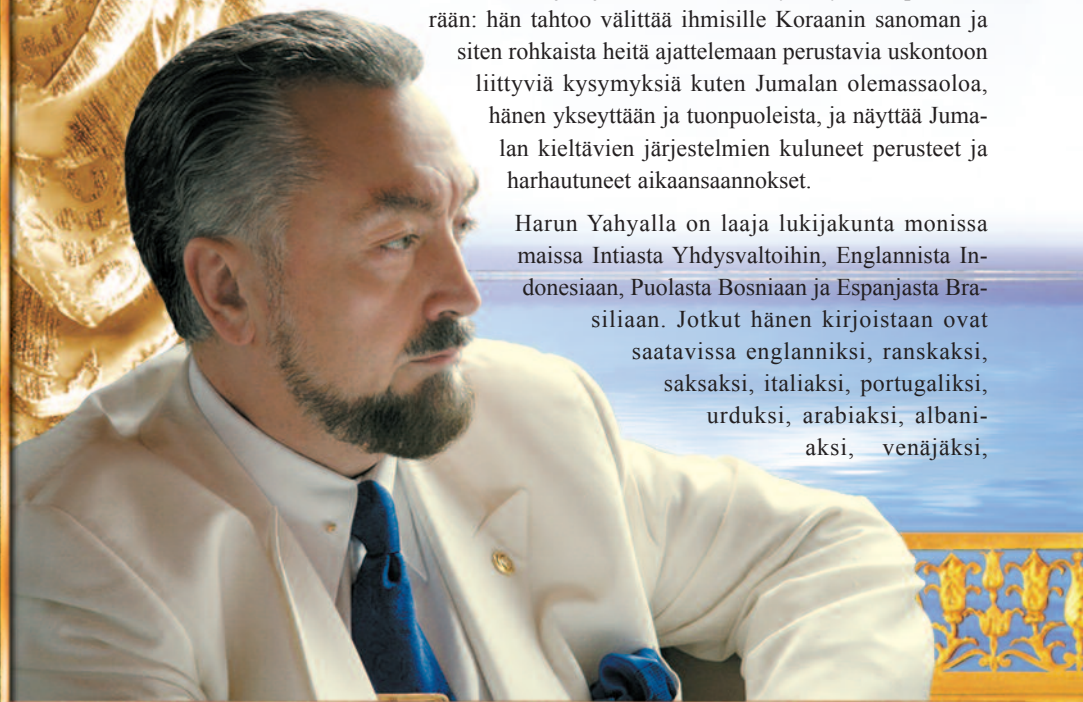 rään: hän tahtoo välittää ihmisille Koraanin sanoman ja
siten rohkaista heitä ajattelemaan perustavia uskontoon
liittyviä kysymyksiä kuten Jumalan olemassaoloa,
hänen ykseyttään ja tuonpuoleista, ja näyttää Juma-
lan kieltävien järjestelmien kuluneet perusteet ja
harhautuneet aikaansaannokset.
Harun Yahyalla on laaja lukijakunta monissa
maissa Intiasta Yhdysvaltoihin, Englannista In-
donesiaan, Puolasta Bosniaan ja Espanjasta Bra-
siliaan. Jotkut hänen kirjoistaan ovat
saatavissa englanniksi, ranskaksi,
saksaksi, italiaksi, portugaliksi,
urduksi, arabiaksi, albani-
aksi, venäjäksi,